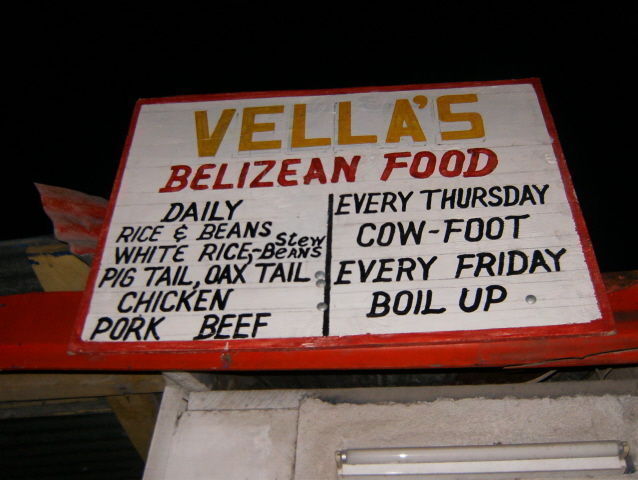 VELLA'S
BELIZEAN FOOD
DAILY
RICE & BEANS
WHITE RICE-Stew BEANS
PIG TAIL, OAX TAIL
CHICKEN
PORK BEEF
EVERY THURSDAY
COW-FOOT
EVERY FRIDAY
BOIL UP